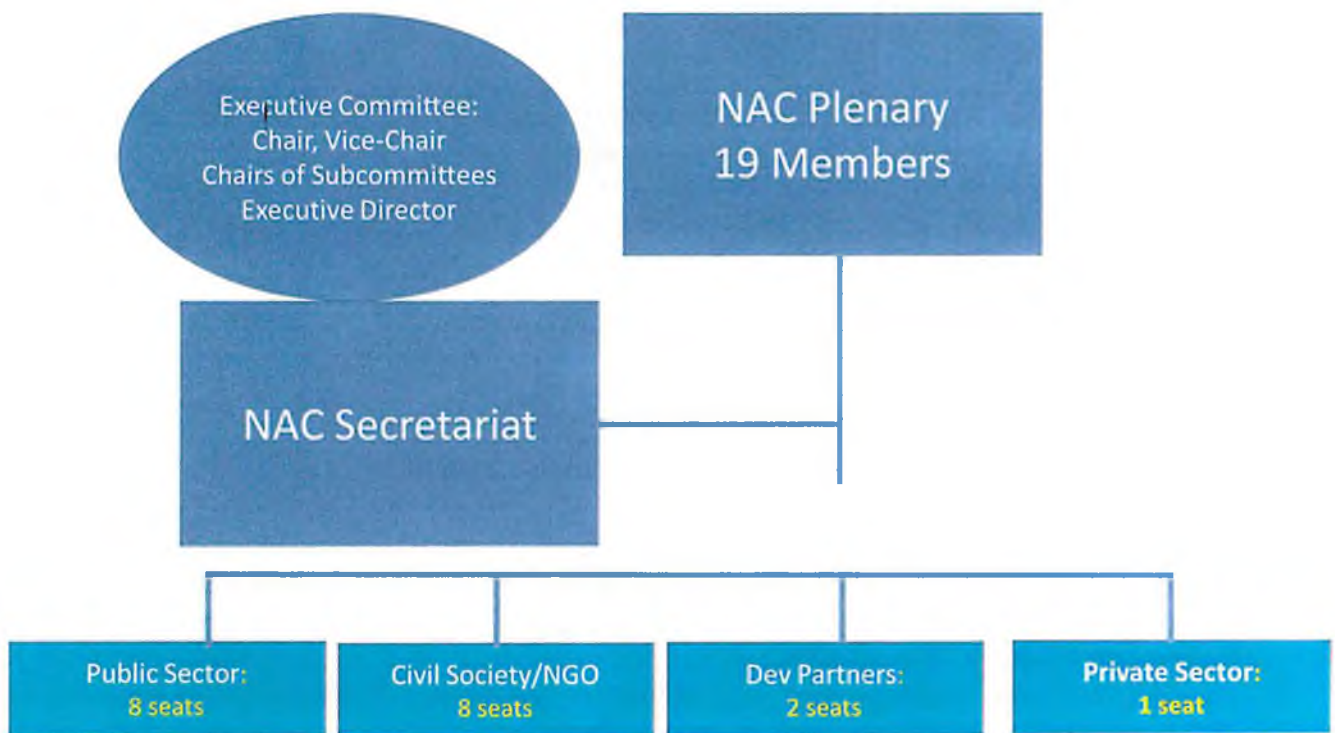 Executive Committee:
Chair, Vice-Chair
Chairs of Subcommittees
Executive Director
NAC Plenary
19 Members
NAC Secretariat
Public Sector:
8 seats
Civil Society/NGO
8 seats
Dev Partners:
2 seats
Private Sector:
1 seat